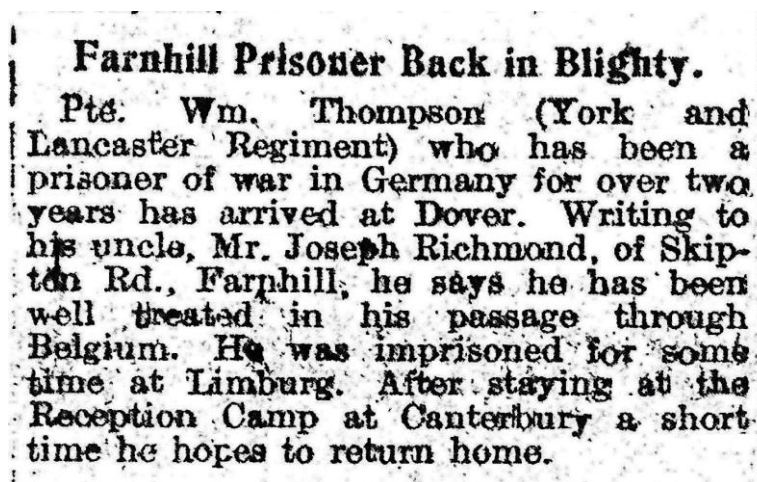 Farnhill Prisoner Back in Blighty.
Pte. Wm. Thompson (York and
Lancaster Regiment) who has been a
prisoner of war in Germany for over two
years has arrived at Dover. Writing to
his uncle, Mr. Joseph Richmond, of Skip-
ton Rd., Farnhill, he says he has been
well treated in his passage through
Belgium. He was imprisoned for some
time at Limburg. After staying at the
Reception Camp at Canterbury a short
time he hopes to return home.